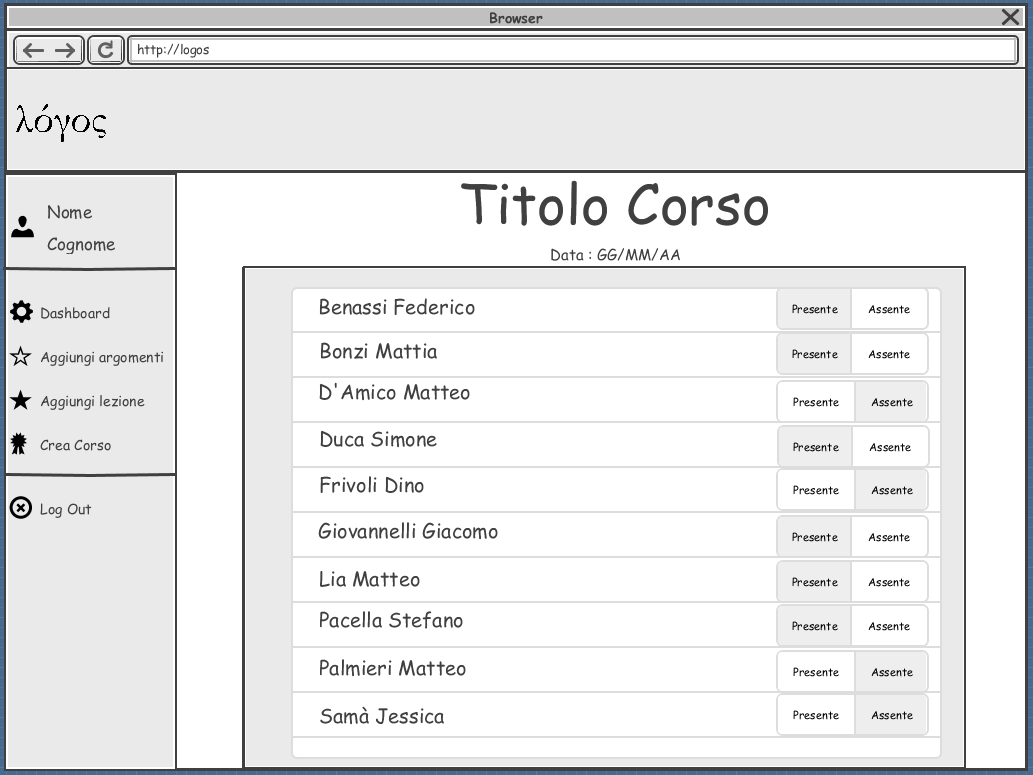 Browser
http://logos
λόγος
Nome
Cognome
Dashboard
Aggiungi argomenti
Aggiungi lezione
Crea Corso
Log Out
Titolo Corso
Data : GG/MM/AA
Benassi Federico Presente Assente
Bonzi Mattia Presente Assente
D'Amico Matteo Presente Assente
Duca Simone Presente Assente
Frivoli Dino Presente Assente
Giovannelli Giacomo Presente Assente
Lia Matteo Presente Assente
Pacella Stefano Presente Assente
Palmieri Matteo Presente Assente
Samà Jessica Presente Assente